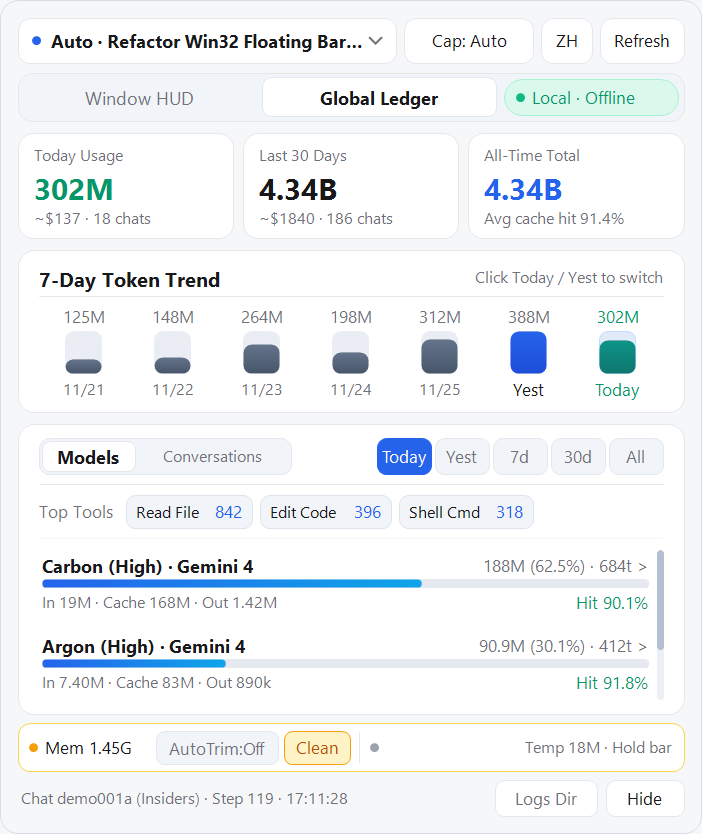 Auto · Refactor Win32 Floating Bar... Cap: Auto ZH Refresh
Window HUD Global Ledger Local · Offline
Today Usage Last 30 Days All-Time Total
302M 4.34B 4.34B
~$137 · 18 chats ~$1840 · 186 chats Avg cache hit 91.4%
7-Day Token Trend Click Today / Yest to switch
125M 148M 264M 198M 312M 388M 302M
11/21 11/22 11/23 11/24 11/25 Yest Today
Models Conversations Today Yest 7d 30d All
Top Tools Read File 842 Edit Code 396 Shell Cmd 318
Carbon (High) · Gemini 4 188M (62.5%) · 684t >
In 19M · Cache 168M · Out 1.42M Hit 90.1%
Argon (High) · Gemini 4 90.9M (30.1%) · 412t >
In 7.40M · Cache 83M · Out 890k Hit 91.8%
Mem 1.45G AutoTrim:Off Clean Temp 18M · Hold bar
Chat demo001a (Insiders) · Step 119 · 17:11:28 Logs Dir Hide